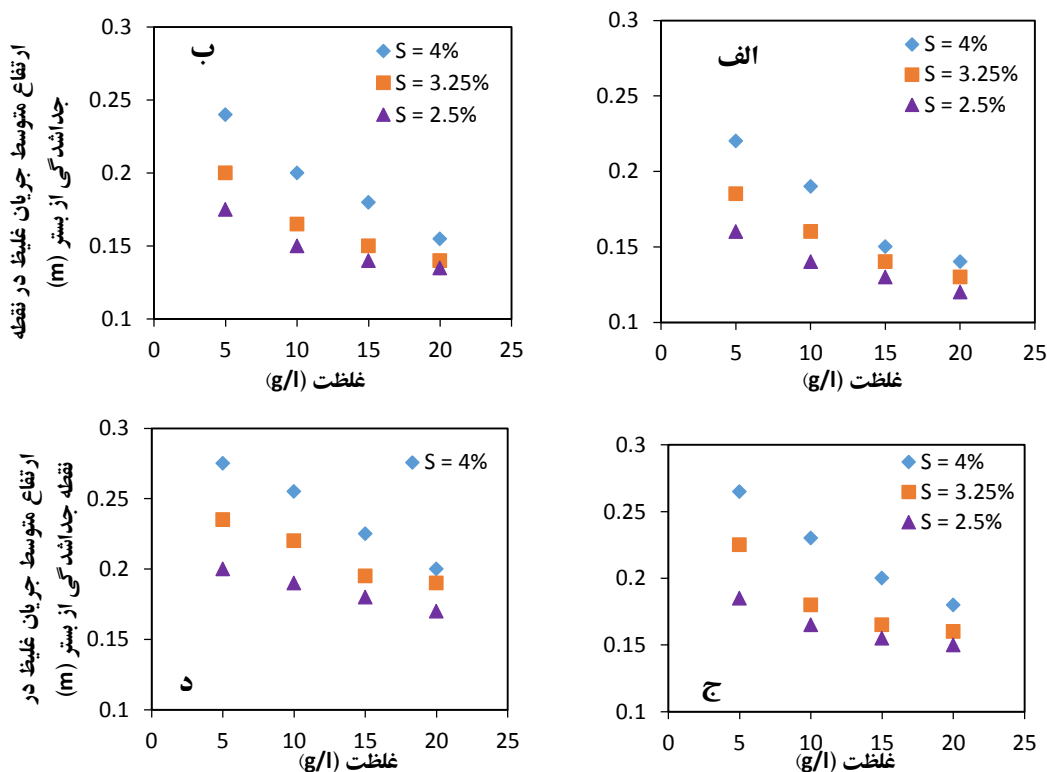 الف
S = 4%
S = 3.25%
S = 2.5%
0.3
0.25
0.2
0.15
0.1
0 5 10 15 20 25
غلظت (g/l)
ب
S = 4%
S = 3.25%
S = 2.5%
0.3
0.25
0.2
0.15
0.1
0 5 10 15 20 25
غلظت (g/l)
ارتفاع متوسط جریان غلیظ در نقطه
جداشدگی از بستر (m)
ج
S = 4%
S = 3.25%
S = 2.5%
0.3
0.25
0.2
0.15
0.1
0 5 10 15 20 25
غلظت (g/l)
د
S = 4%
0.3
0.25
0.2
0.15
0.1
0 5 10 15 20 25
غلظت (g/l)
ارتفاع متوسط جریان غلیظ در
نقطه جداشدگی از بستر (m)